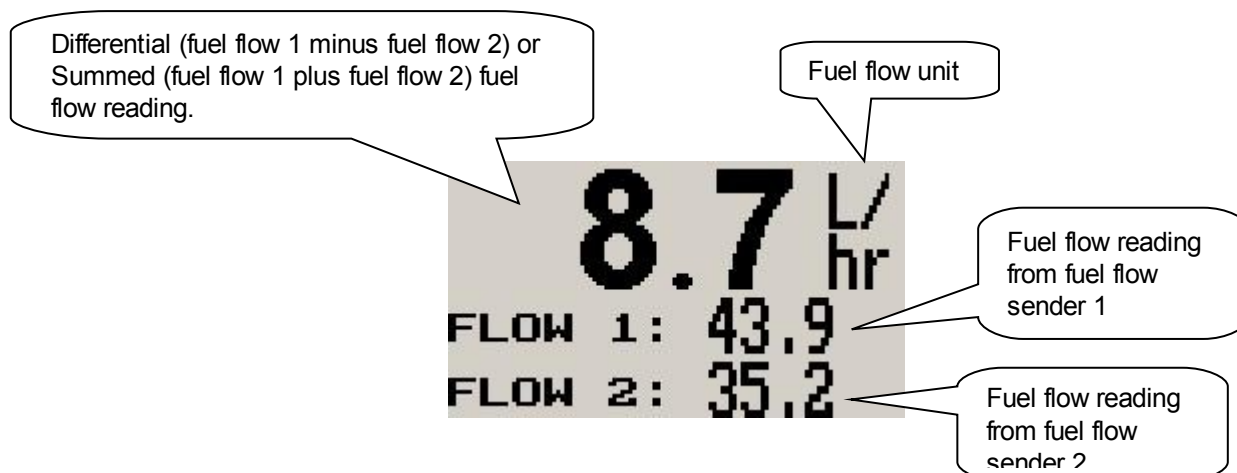 Differential (fuel flow 1 minus fuel flow 2) or
Summed (fuel flow 1 plus fuel flow 2) fuel
flow reading.
Fuel flow unit
8.7 L/
hr
FLOW 1: 43.9
FLOW 2: 35.2
Fuel flow reading
from fuel flow
sender 1
Fuel flow reading
from fuel flow
sender 2